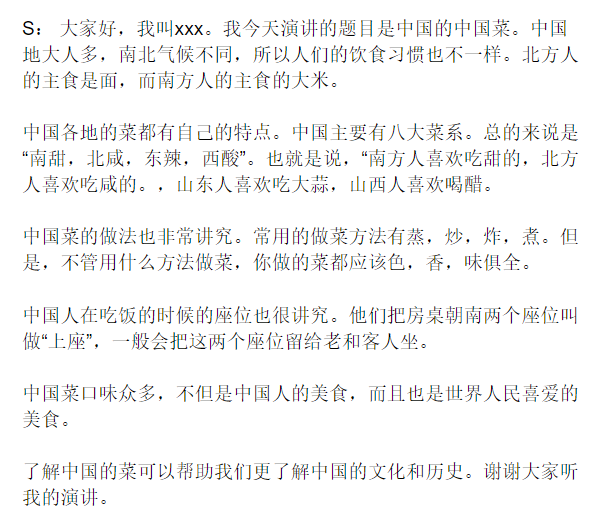 S： 大家好，我叫xxx。我今天演讲的题目是中国的中国菜。中国
地大人多，南北气候不同，所以人们的饮食习惯也不一样。北方人
的主食是面，而南方人的主食的大米。
中国各地的菜都有自己的特点。中国主要有八大菜系。总的来说是
“南甜，北咸，东辣，西酸”。也就是说，“南方人喜欢吃甜的，北方
人喜欢吃咸的。，山东人喜欢吃大蒜，山西人喜欢喝醋。
中国菜的做法也非常讲究。常用的做菜方法有蒸，炒，炸，煮。但
是，不管用什么方法做菜，你做的菜都应该色，香，味俱全。
中国人在吃饭的时候的座位也很讲究。他们把房桌朝南两个座位叫
做“上座”，一般会把这两个座位留给老和客人坐。
中国菜口味众多，不但是中国人的美食，而且也是世界人民喜爱的
美食。
了解中国的菜可以帮助我们更了解中国的文化和历史。谢谢大家听
我的演讲。